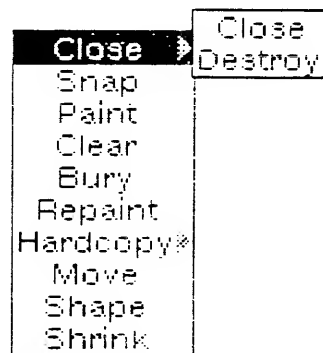 Close
Snap
Paint
Clear
Bury
Repaint
Hardcopy
Move
Shape
Shrink
Close
Destroy